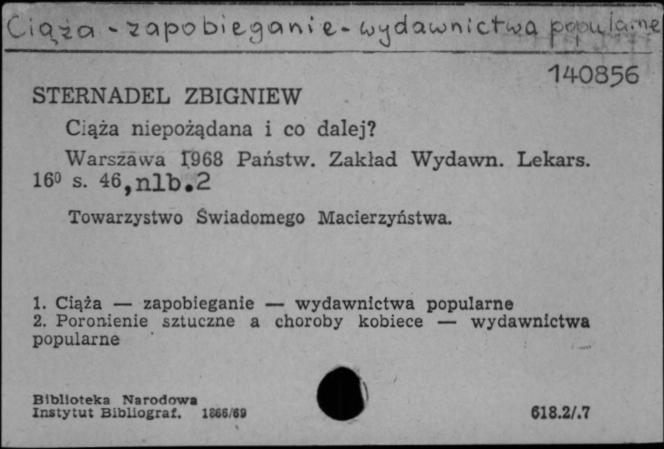 Ciąża - zapobieganie - wydawnictwa popularne
140856
STERNADEL ZBIGNIEW
Ciąża niepożądana i co dalej?
Warszawa 1968 Państw. Zakład Wydawn. Lekars.
16⁰ s. 46, nlb. 2
Towarzystwo Świadomego Macierzyństwa.
1. Ciąża — zapobieganie — wydawnictwa popularne
2. Poronienie sztuczne a choroby kobiece — wydawnictwa
popularne
Biblioteka Narodowa
Instytut Bibliograf. 1866/69
618.2/.7